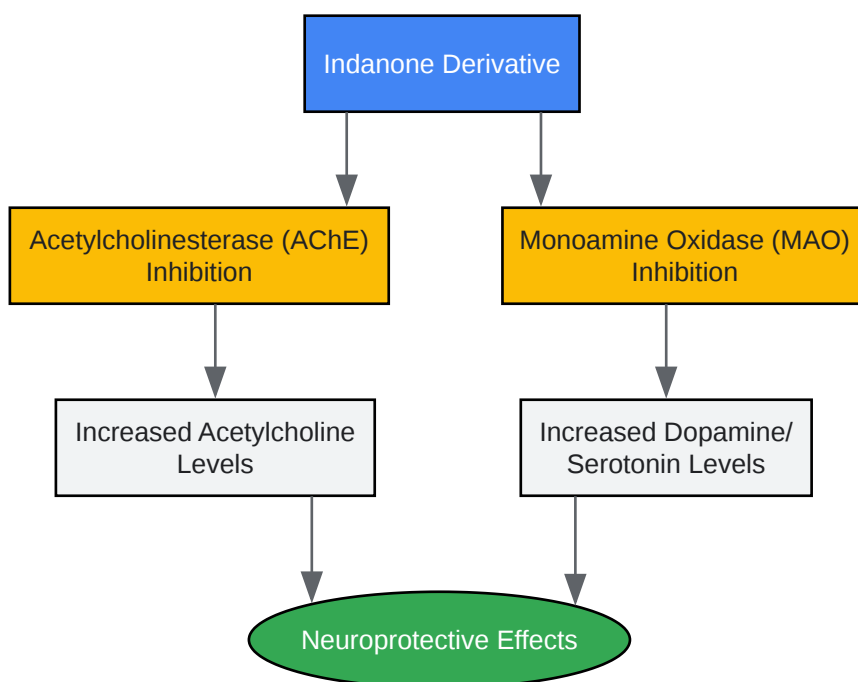 Indanone Derivative
Acetylcholinesterase (AChE)
Inhibition
Monoamine Oxidase (MAO)
Inhibition
Increased Acetylcholine
Levels
Increased Dopamine/
Serotonin Levels
Neuroprotective Effects